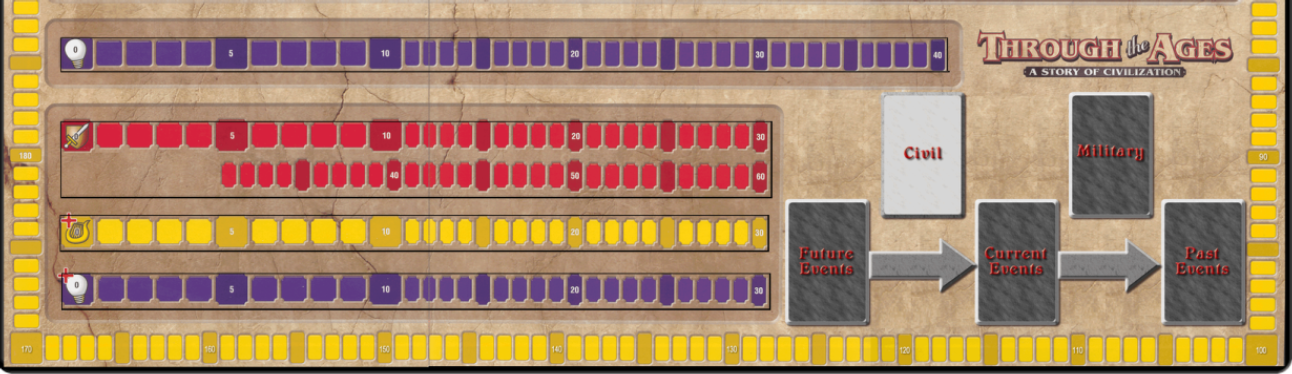 0 5 10 20 30 40
THROUGH the AGES
A STORY OF CIVILIZATION
5 10 20 30
40 50 60
5 10 20 30
0 5 10 20 30
Civil
Military
Future
Events
Current
Events
Past
Events
180
90
170 160 150 140 130 120 110 100